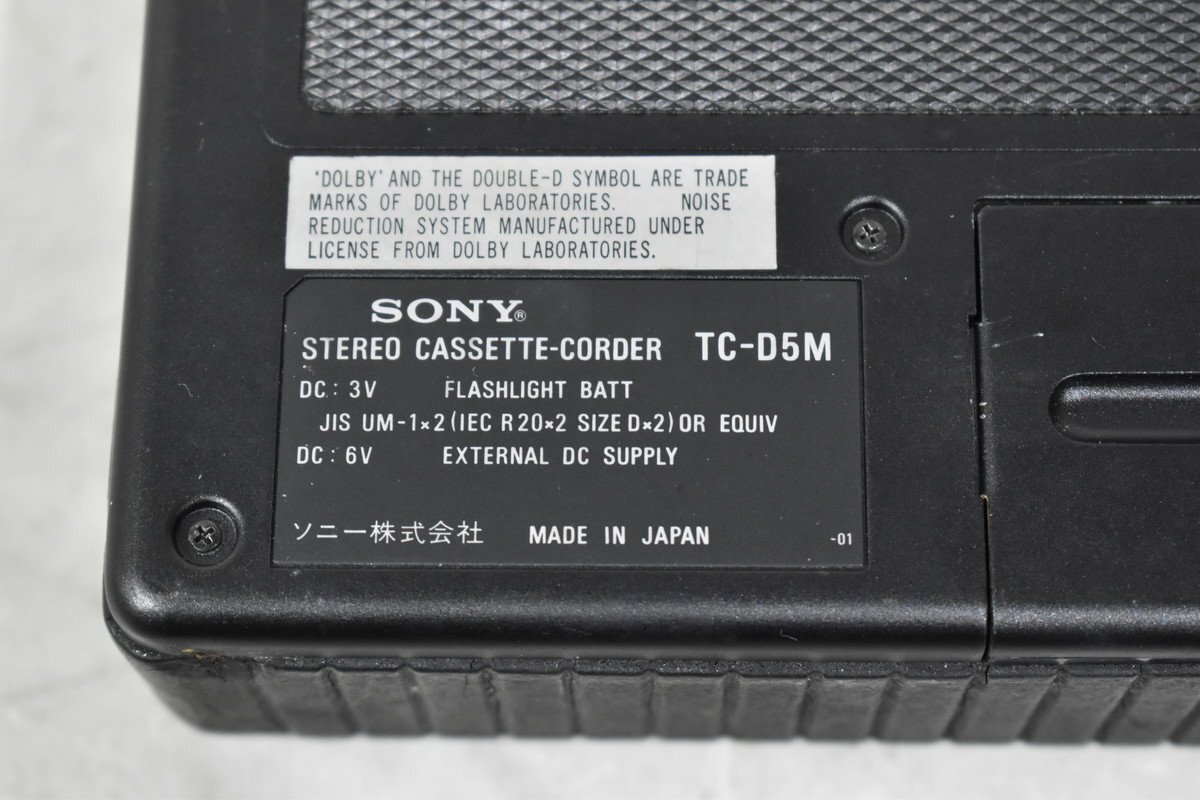 'DOLBY' AND THE DOUBLE-D SYMBOL ARE TRADE
MARKS OF DOLBY LABORATORIES. NOISE
REDUCTION SYSTEM MANUFACTURED UNDER
LICENSE FROM DOLBY LABORATORIES.
SONY®
STEREO CASSETTE-CORDER TC-D5M
DC: 3V FLASHLIGHT BATT
JIS UM-1×2 (IEC R20×2 SIZE D×2) OR EQUIV
DC: 6V EXTERNAL DC SUPPLY
ソニー株式会社 MADE IN JAPAN -01